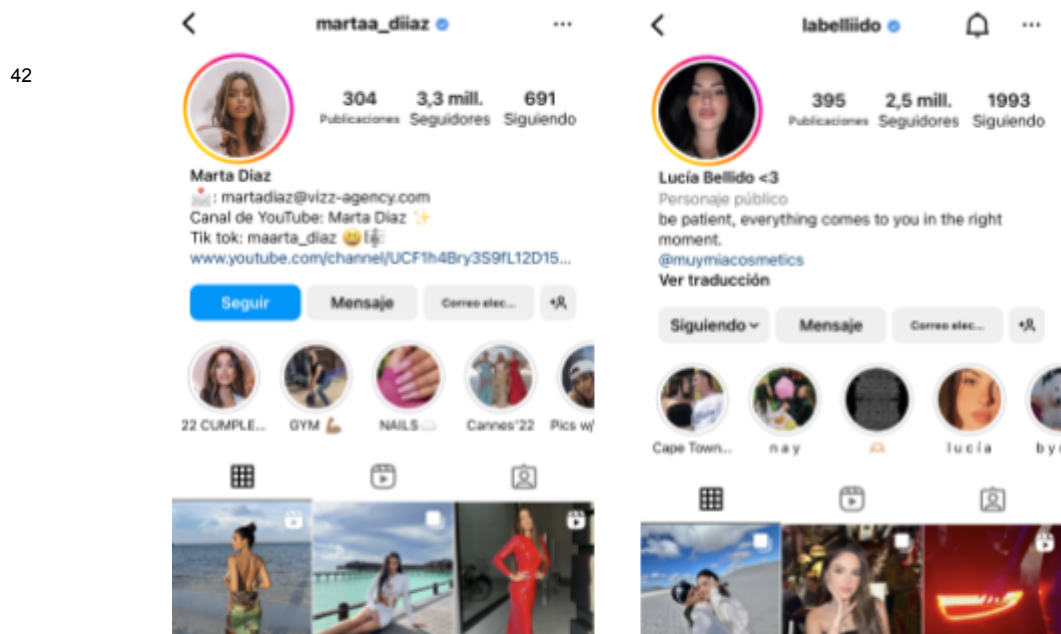 42
martaa_diiaz
304 3,3 mill. 691
Publicaciones Seguidores Siguiendo
Marta Díaz
: martadiaz@vizz-agency.com
Canal de YouTube: Marta Díaz ✨
Tik tok: maarta_diaz 😀🎼
www.youtube.com/channel/UCF1h4Bry3S9fL12D15...
Seguir Mensaje Correo elec...
22 CUMPLE... GYM 💪🏽 NAILS Cannes'22 Pics w/
labelliido
395 2,5 mill. 1993
Publicaciones Seguidores Siguiendo
Lucía Bellido <3
Personaje público
be patient, everything comes to you in the right
moment.
@muymiacosmetics
Ver traducción
Siguiendo Mensaje Correo elec...
Cape Town... n a y l u c í a